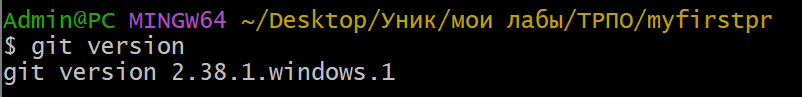 Admin@PC MINGW64 ~/Desktop/Уник/мои лабы/ТРПО/myfirstpr
$ git version
git version 2.38.1.windows.1